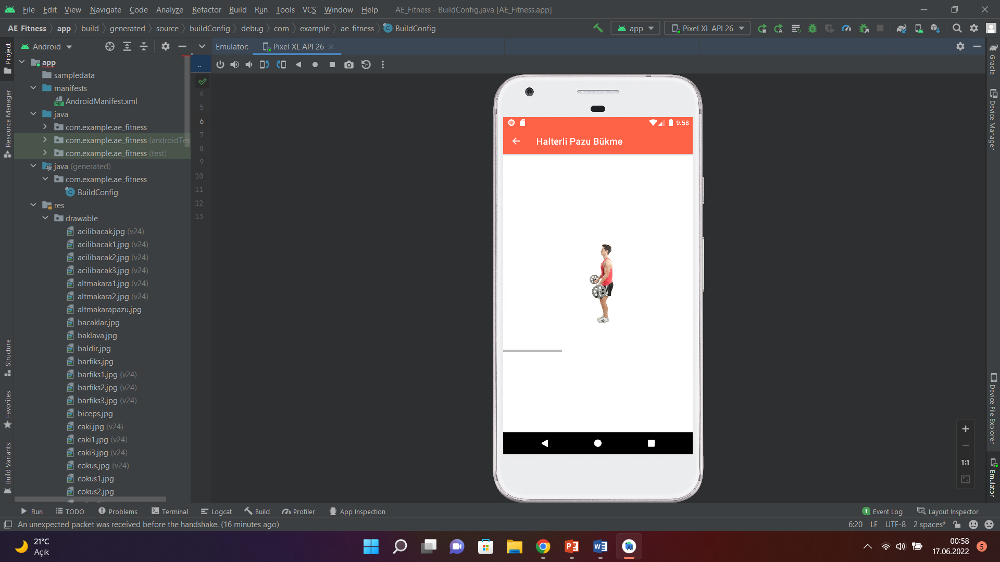 File Edit View Navigate Code Analyze Refactor Build Run Tools VCS Window Help AE_Fitness - BuildConfig.java [AE_Fitness.app]
AE_Fitness app build generated source buildConfig debug com example ae_fitness BuildConfig app Pixel XL API 26
Project
Android
Emulator: Pixel XL API 26
Gradle
app
..
sampledata
manifests
AndroidManifest.xml
java
com.example.ae_fitness
com.example.ae_fitness (androidTes
com.example.ae_fitness (test)
java (generated)
com.example.ae_fitness
BuildConfig
res
drawable
acilibacak.jpg (v24)
acilibacak1.jpg (v24)
acilibacak2.jpg (v24)
acilibacak3.jpg (v24)
altmakara1.jpg (v24)
altmakara2.jpg (v24)
altmakarapazu.jpg
bacaklar.jpg
baklava.jpg
baldir.jpg
barfiks.jpg
barfiks1.jpg (v24)
barfiks2.jpg (v24)
barfiks3.jpg (v24)
biceps.jpg
caki.jpg (v24)
caki1.jpg (v24)
caki3.jpg (v24)
cokus.jpg (v24)
cokus1.jpg
cokus2.jpg
4
5
6
7
8
9
10
11
12
13
9:58
Halterli Pazu Bükme
Resource Manager
Structure
Favorites
Build Variants
Device Manager
Device File Explorer
Emulator
1:1
Run TODO Problems Terminal Logcat Build Profiler App Inspection 1 Event Log Layout Inspector
An unexpected packet was received before the handshake. (16 minutes ago) 6:20 LF UTF-8 2 spaces*
21°C
Açık
00:58
17.06.2022
5